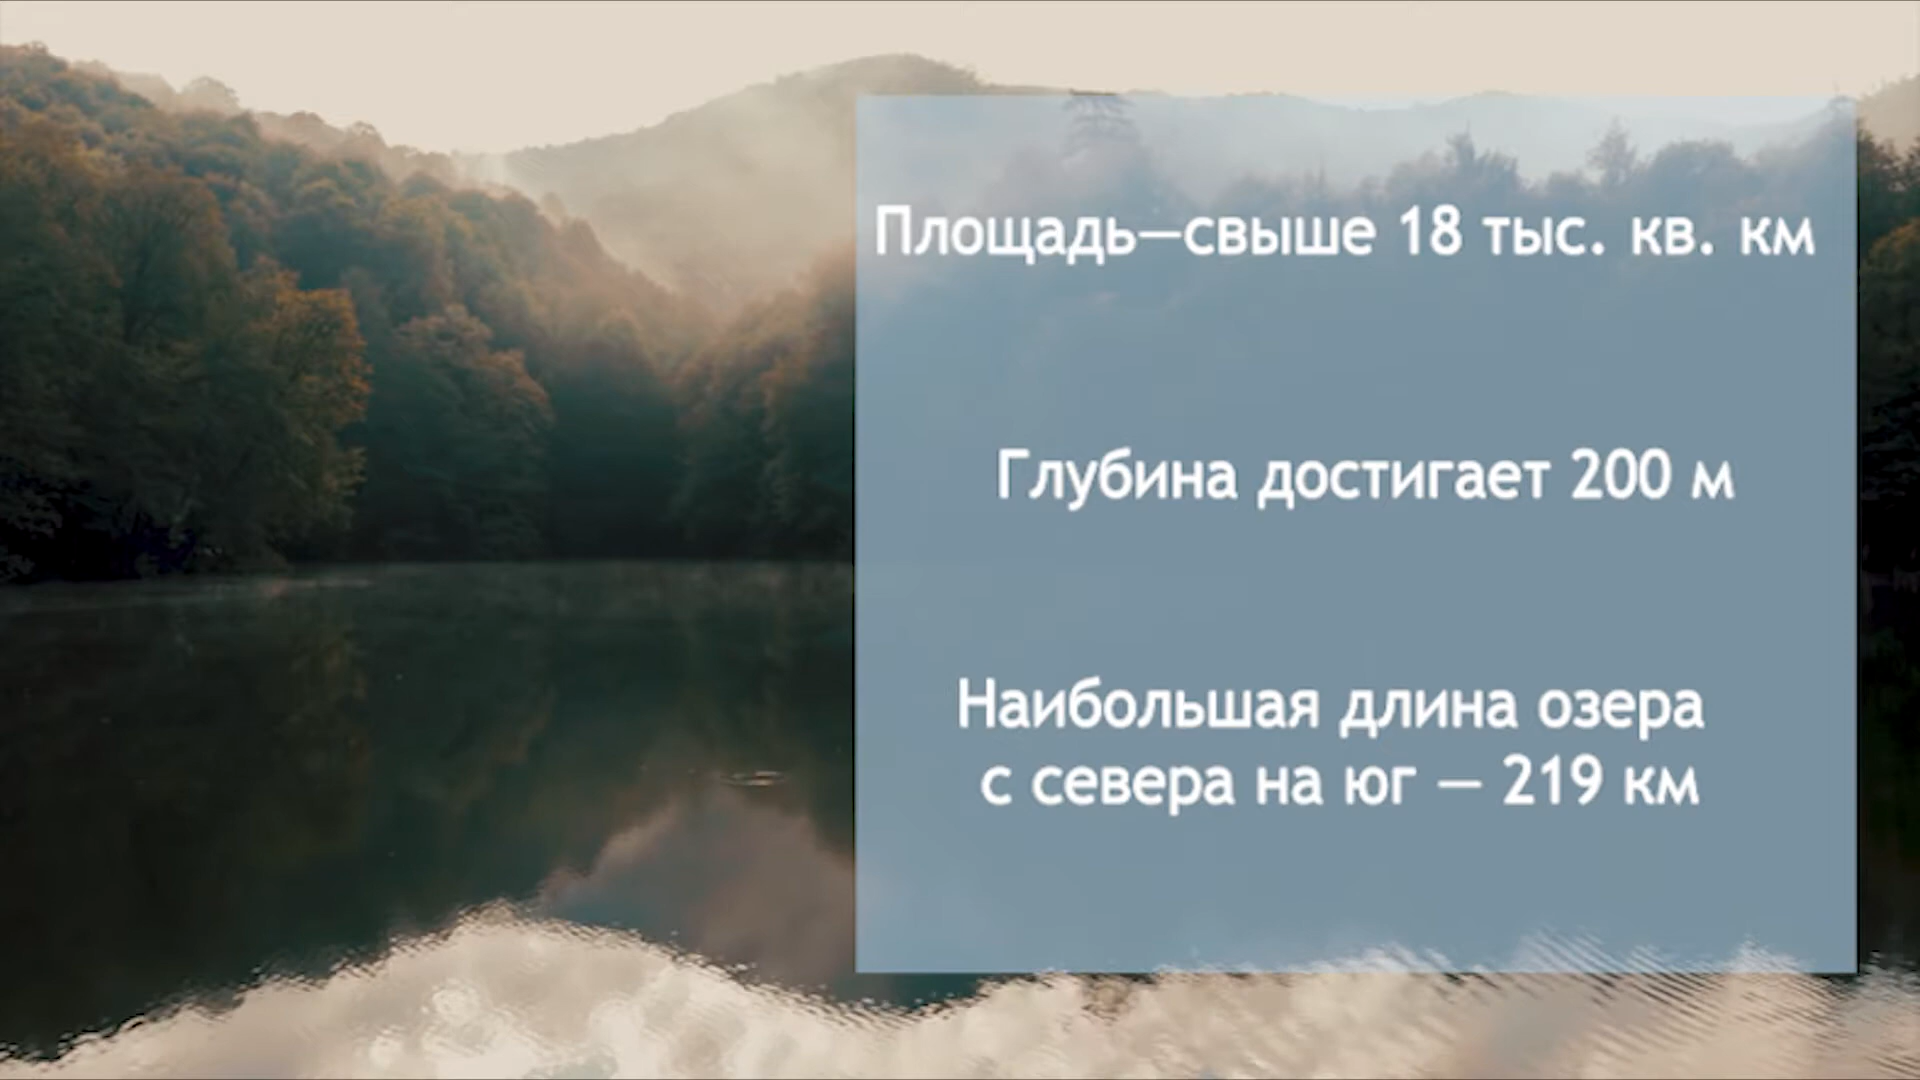 Площадь—свыше 18 тыс. кв. км
Глубина достигает 200 м
Наибольшая длина озера
с севера на юг — 219 км